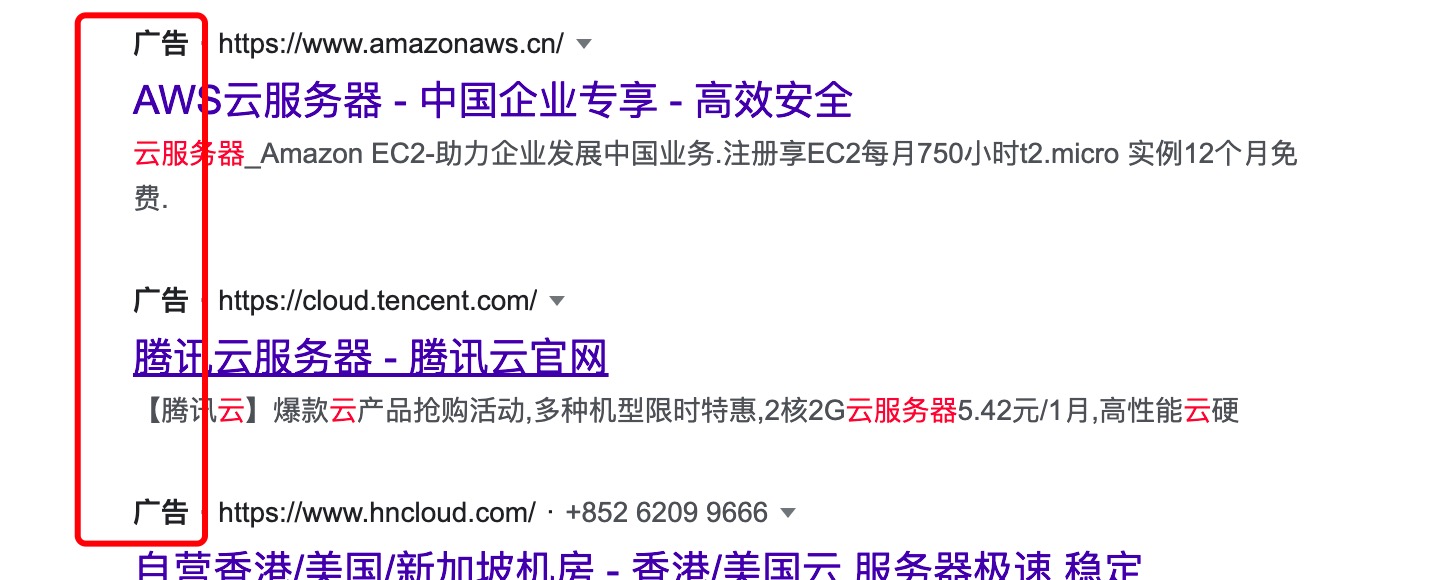 广告 · https://www.amazonaws.cn/
AWS云服务器 - 中国企业专享 - 高效安全
云服务器_Amazon EC2-助力企业发展中国业务.注册享EC2每月750小时t2.micro 实例12个月免
费.
广告 · https://cloud.tencent.com/
腾讯云服务器 - 腾讯云官网
【腾讯云】爆款云产品抢购活动,多种机型限时特惠,2核2G云服务器5.42元/1月,高性能云硬
广告 · https://www.hncloud.com/ · +852 6209 9666
自营香港/美国/新加坡机房 - 香港/美国云 服务器极速 稳定